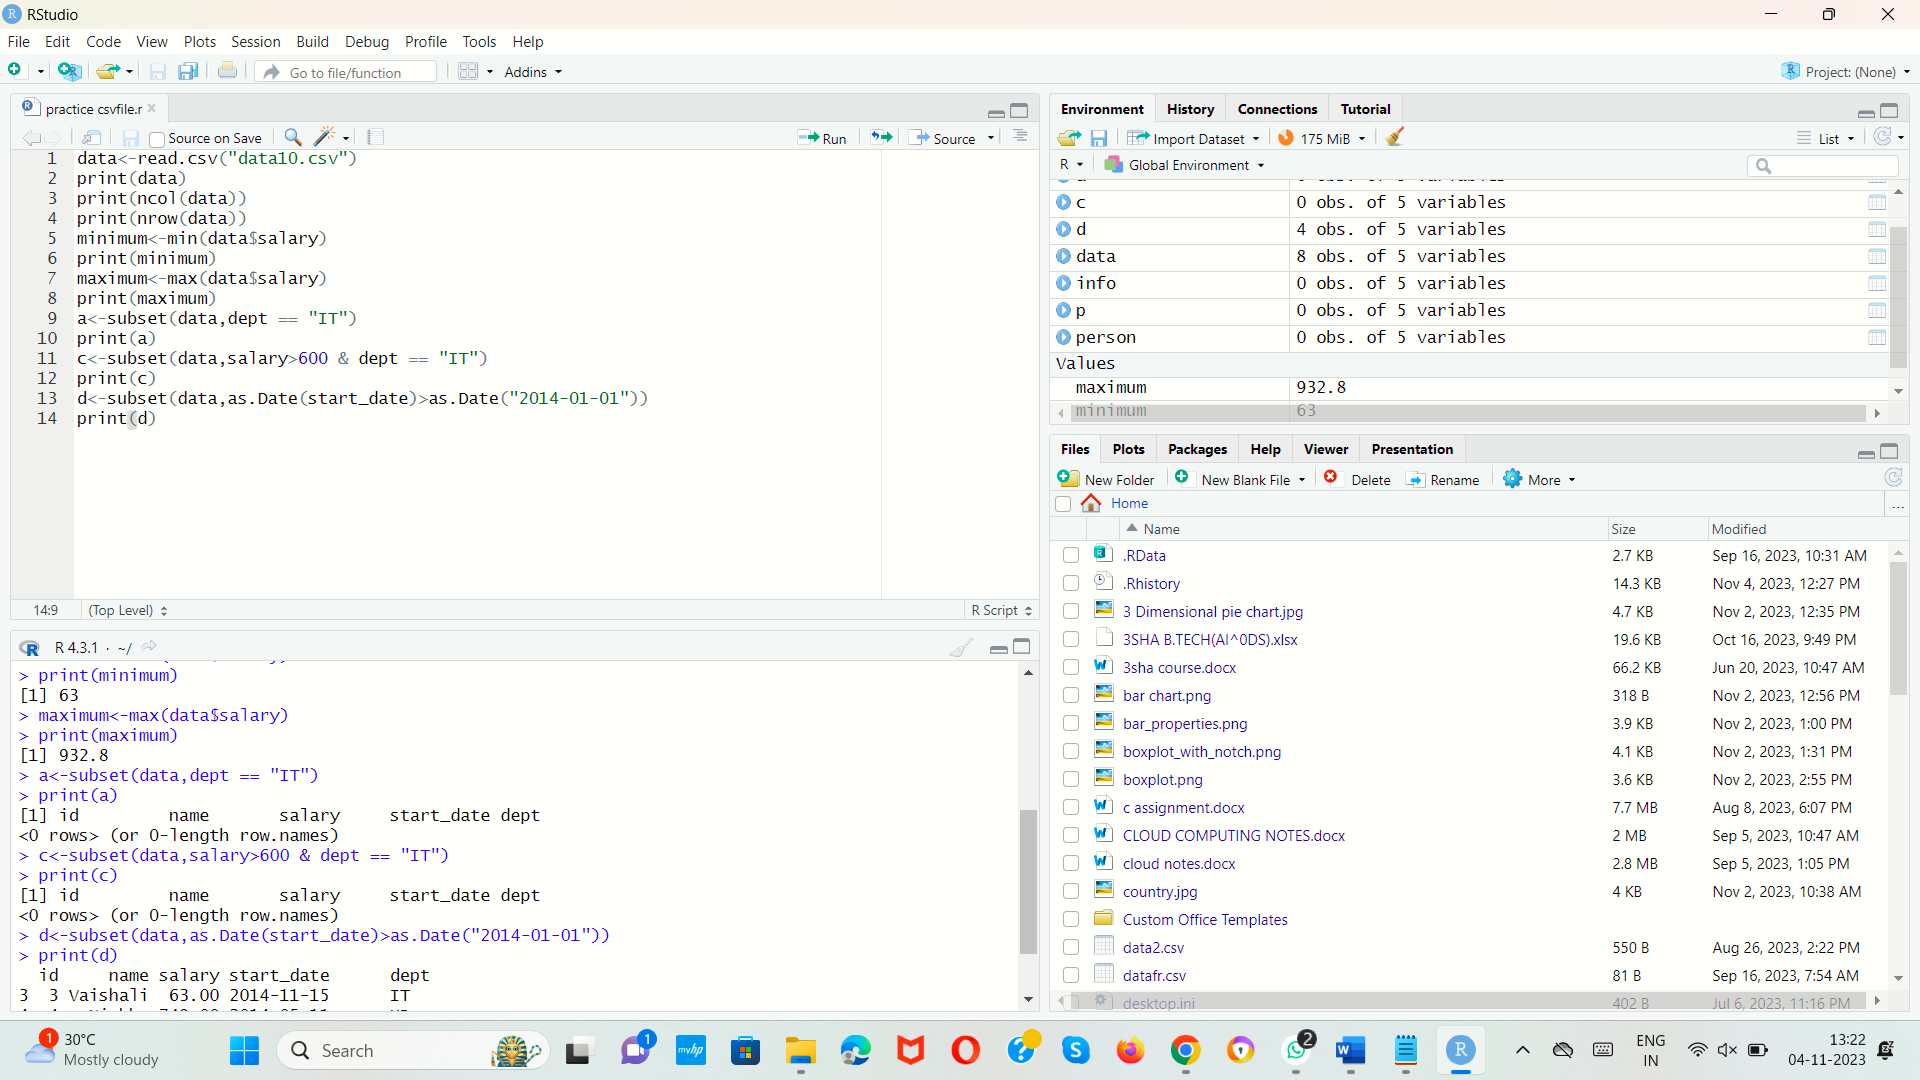 RStudio
File Edit Code View Plots Session Build Debug Profile Tools Help
Go to file/function Addins Project: (None)
practice csvfile.r
Source on Save Run Source
1 data<-read.csv("data10.csv")
2 print(data)
3 print(ncol(data))
4 print(nrow(data))
5 minimum<-min(data$salary)
6 print(minimum)
7 maximum<-max(data$salary)
8 print(maximum)
9 a<-subset(data,dept == "IT")
10 print(a)
11 c<-subset(data,salary>600 & dept == "IT")
12 print(c)
13 d<-subset(data,as.Date(start_date)>as.Date("2014-01-01"))
14 print(d)
14:9 (Top Level) R Script
R 4.3.1 · ~/
> print(minimum)
[1] 63
> maximum<-max(data$salary)
> print(maximum)
[1] 932.8
> a<-subset(data,dept == "IT")
> print(a)
[1] id name salary start_date dept
<0 rows> (or 0-length row.names)
> c<-subset(data,salary>600 & dept == "IT")
> print(c)
[1] id name salary start_date dept
<0 rows> (or 0-length row.names)
> d<-subset(data,as.Date(start_date)>as.Date("2014-01-01"))
> print(d)
id name salary start_date dept
3 3 Vaishali 63.00 2014-11-15 IT
Environment History Connections Tutorial
Import Dataset 175 MiB List
R Global Environment
c 0 obs. of 5 variables
d 4 obs. of 5 variables
data 8 obs. of 5 variables
info 0 obs. of 5 variables
p 0 obs. of 5 variables
person 0 obs. of 5 variables
Values
maximum 932.8
minimum 63
Files Plots Packages Help Viewer Presentation
New Folder New Blank File Delete Rename More
Home ...
Name Size Modified
.RData 2.7 KB Sep 16, 2023, 10:31 AM
.Rhistory 14.3 KB Nov 4, 2023, 12:27 PM
3 Dimensional pie chart.jpg 4.7 KB Nov 2, 2023, 12:35 PM
3SHA B.TECH(AI^0DS).xlsx 19.6 KB Oct 16, 2023, 9:49 PM
3sha course.docx 66.2 KB Jun 20, 2023, 10:47 AM
bar chart.png 318 B Nov 2, 2023, 12:56 PM
bar_properties.png 3.9 KB Nov 2, 2023, 1:00 PM
boxplot_with_notch.png 4.1 KB Nov 2, 2023, 1:31 PM
boxplot.png 3.6 KB Nov 2, 2023, 2:55 PM
c assignment.docx 7.7 MB Aug 8, 2023, 6:07 PM
CLOUD COMPUTING NOTES.docx 2 MB Sep 5, 2023, 10:47 AM
cloud notes.docx 2.8 MB Sep 5, 2023, 1:05 PM
country.jpg 4 KB Nov 2, 2023, 10:38 AM
Custom Office Templates
data2.csv 550 B Aug 26, 2023, 2:22 PM
datafr.csv 81 B Sep 16, 2023, 7:54 AM
desktop.ini 402 B Jul 6, 2023, 11:16 PM
1 30°C
Mostly cloudy
Search 1 myhp 2
ENG
IN
13:22
04-11-2023